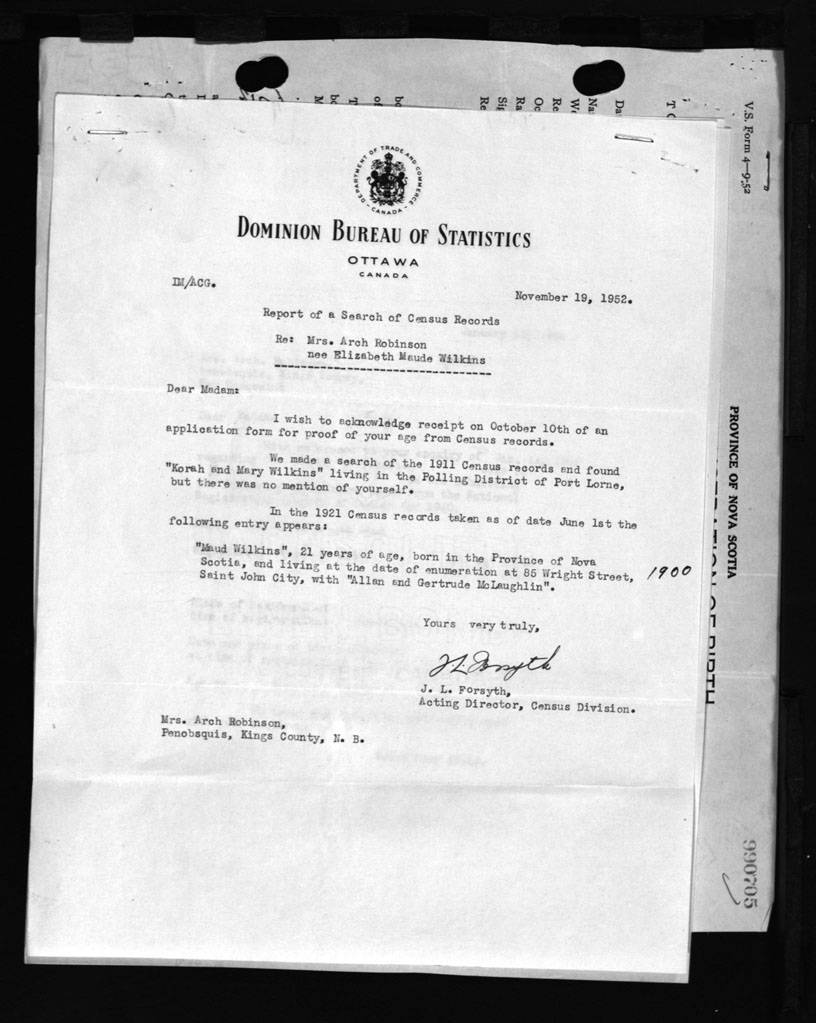 DEPARTMENT OF TRADE AND COMMERCE
CANADA
DOMINION BUREAU OF STATISTICS
OTTAWA
CANADA
IM/ACG.
November 19, 1952.
Report of a Search of Census Records
Re: Mrs. Arch Robinson
nee Elizabeth Maude Wilkins
Dear Madam:
I wish to acknowledge receipt on October 10th of an
application form for proof of your age from Census records.
We made a search of the 1911 Census records and found
"Korah and Mary Wilkins" living in the Polling District of Port Lorne,
but there was no mention of yourself.
In the 1921 Census records taken as of date June 1st the
following entry appears:
"Maud Wilkins", 21 years of age, born in the Province of Nova
Scotia, and living at the date of enumeration at 85 Wright Street,
Saint John City, with "Allan and Gertrude McLaughlin".
1900
Yours very truly,
J. L. Forsyth
J. L. Forsyth,
Acting Director, Census Division.
Mrs. Arch Robinson,
Penobsquis, Kings County, N. B.
V.S. Form 4—9-52
PROVINCE OF NOVA SCOTIA
OF BIRTH
990705